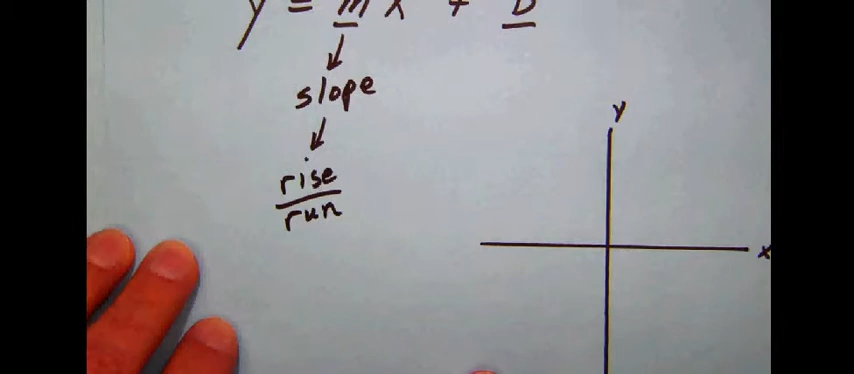 y = mx + b
slope
rise
run
y
x